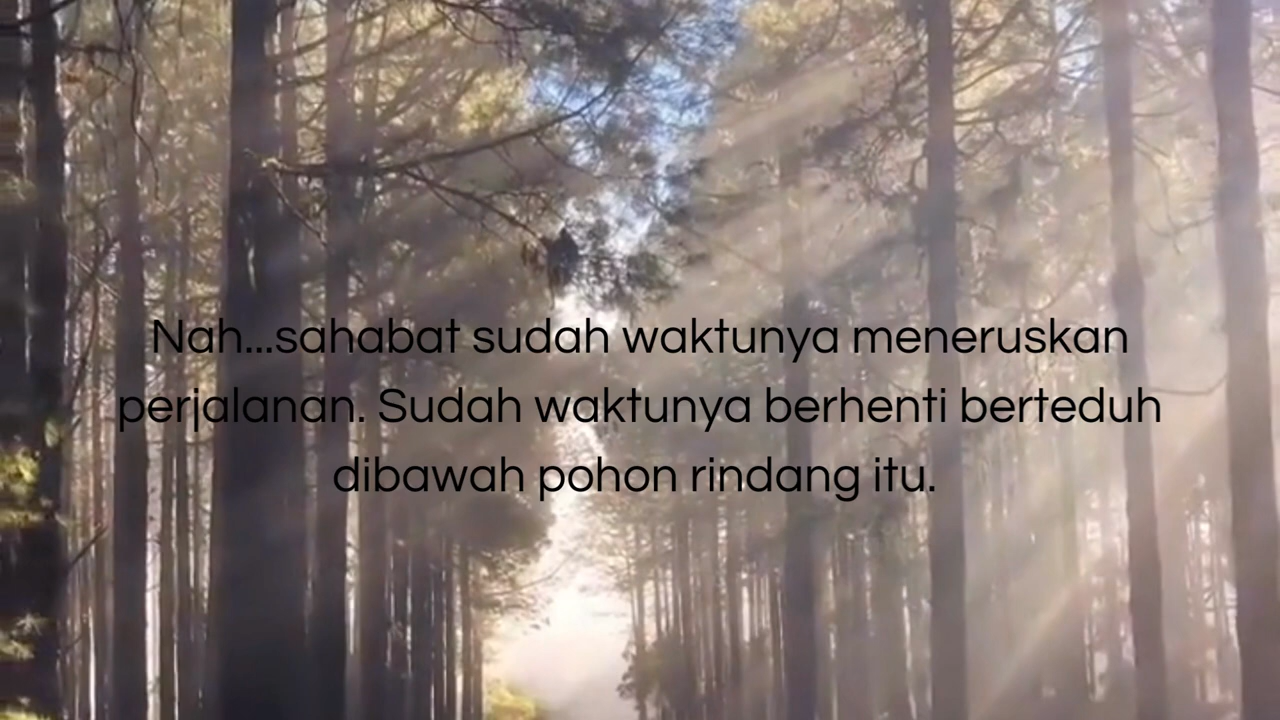 Nah...sahabat sudah waktunya meneruskan
perjalanan. Sudah waktunya berhenti berteduh
dibawah pohon rindang itu.